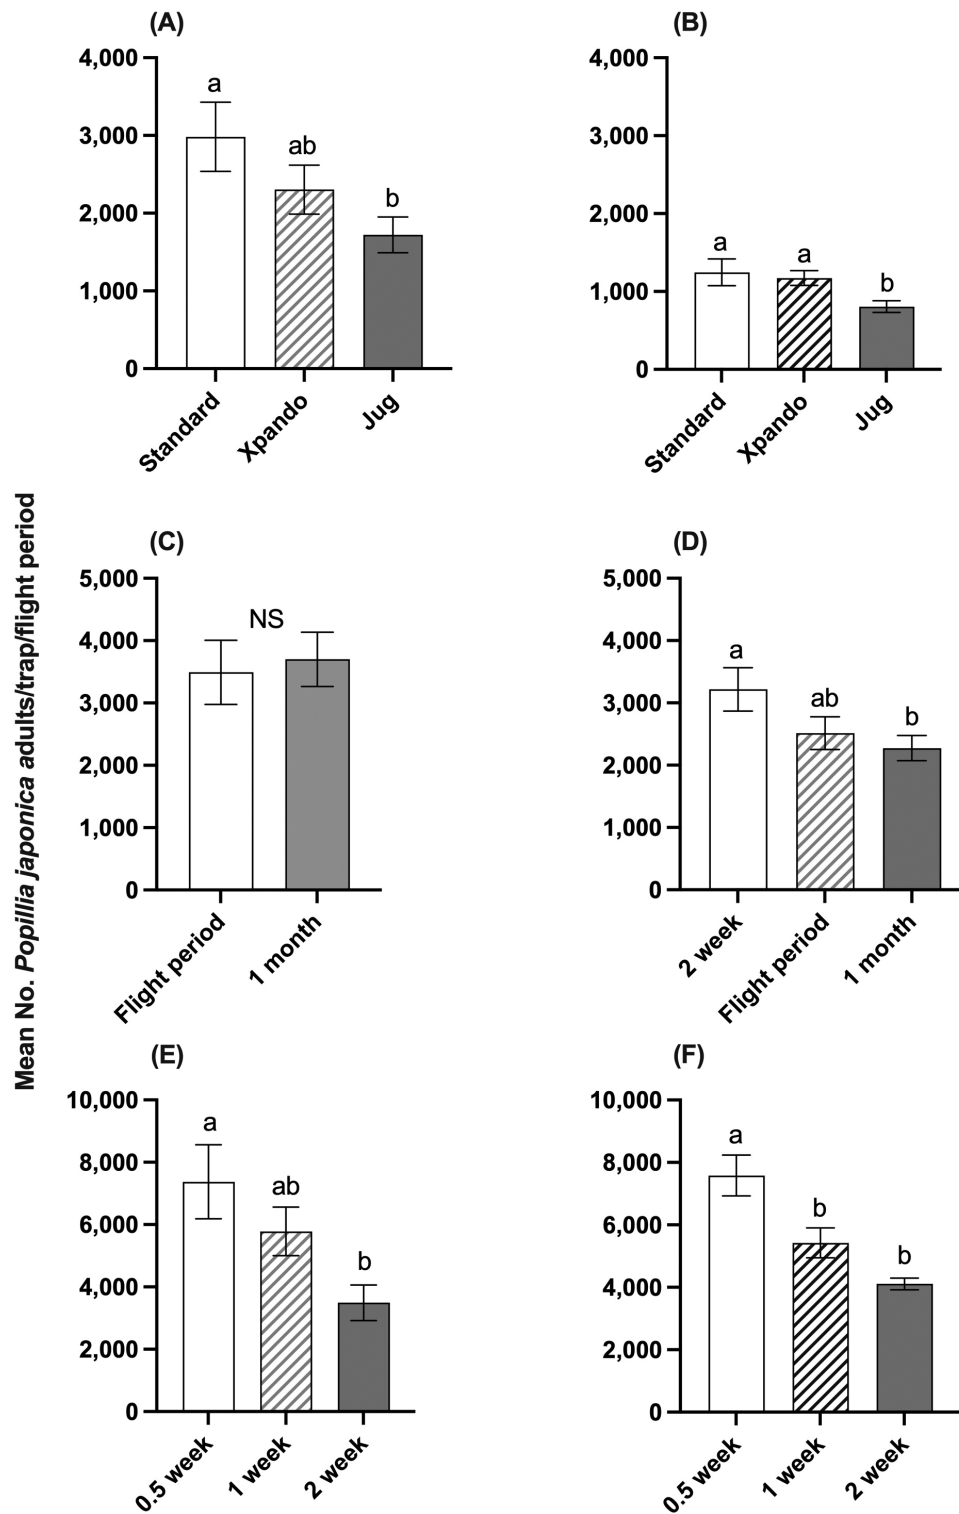 Mean No. Popillia japonica adults/trap/flight period
(A)
4,000
3,000
2,000
1,000
0
a
ab
b
Standard
Xpando
Jug
(B)
4,000
3,000
2,000
1,000
0
a
a
b
Standard
Xpando
Jug
(C)
5,000
4,000
3,000
2,000
1,000
0
NS
Flight period
1 month
(D)
5,000
4,000
3,000
2,000
1,000
0
a
ab
b
2 week
Flight period
1 month
(E)
10,000
8,000
6,000
4,000
2,000
0
a
ab
b
0.5 week
1 week
2 week
(F)
10,000
8,000
6,000
4,000
2,000
0
a
b
b
0.5 week
1 week
2 week